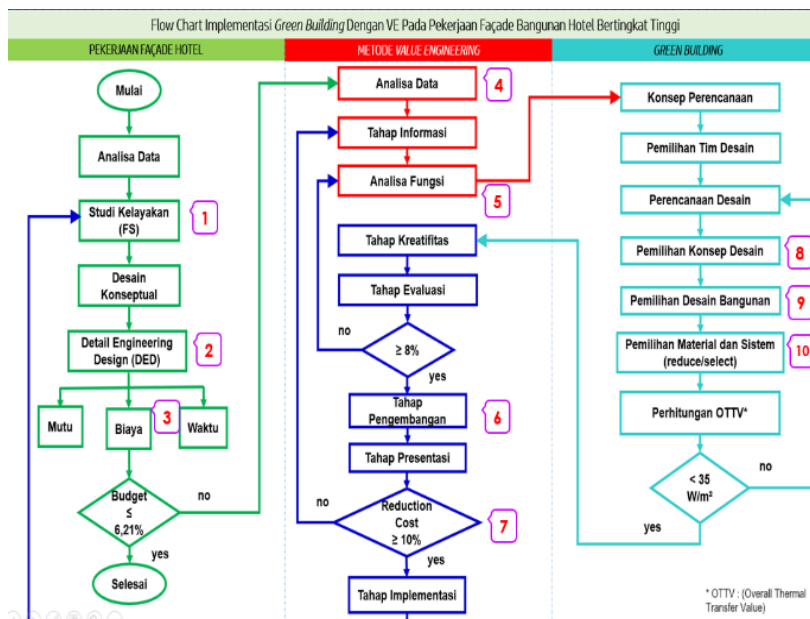 Flow Chart Implementasi Green Building Dengan VE Pada Pekerjaan Façade Bangunan Hotel Bertingkat Tinggi
PEKERJAAN FAÇADE HOTEL
Mulai
Analisa Data
Studi Kelayakan
(FS)
1
Desain
Konseptual
Detail Engineering
Design (DED)
2
Mutu
Biaya
3
Waktu
Budget
≤
6,21%
no
yes
Selesai
METODE VALUE ENGINEERING
Analisa Data
4
Tahap Informasi
Analisa Fungsi
5
Tahap Kreatifitas
Tahap Evaluasi
no
≥ 8%
yes
Tahap
Pengembangan
6
Tahap Presentasi
no
Reduction
Cost
≥ 10%
7
yes
Tahap Implementasi
GREEN BUILDING
Konsep Perencanaan
Pemilihan Tim Desain
Perencanaan Desain
Pemilihan Konsep Desain
8
Pemilihan Desain Bangunan
9
Pemilihan Material dan Sistem
(reduce/select)
10
Perhitungan OTTV*
< 35
W/m²
no
yes
* OTTV : (Overall Thermal
Transfer Value)